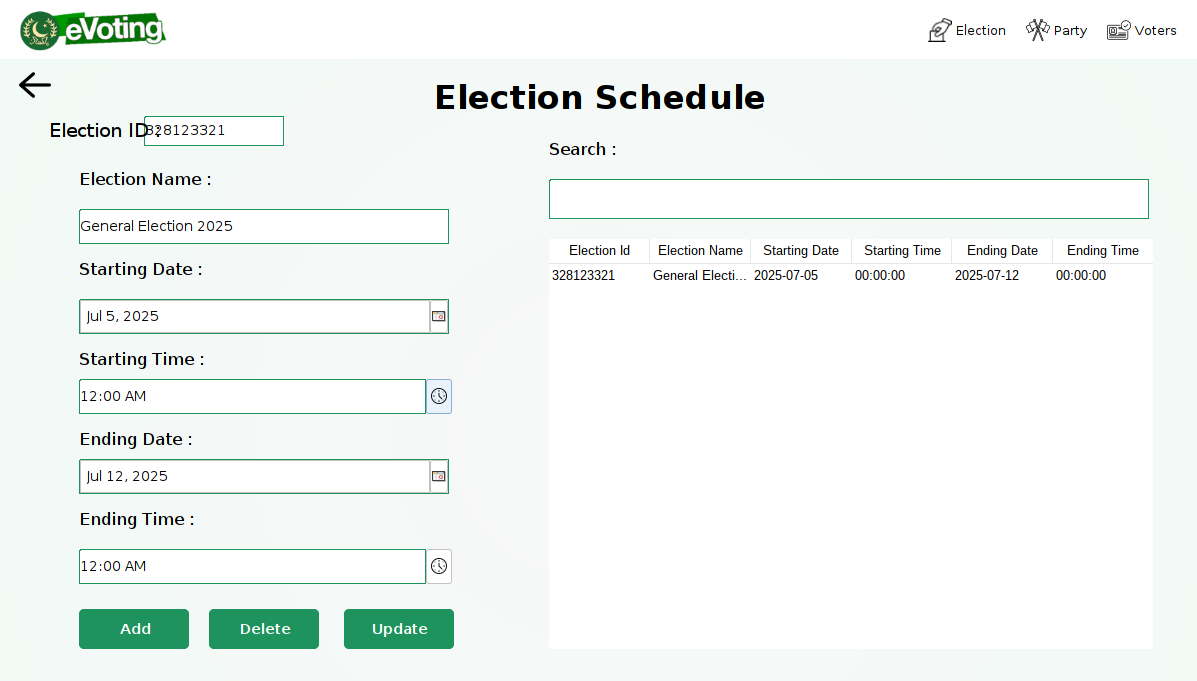 eVoting
Election
Party
Voters
Election Schedule
Election ID :
328123321
Election Name :
General Election 2025
Starting Date :
Jul 5, 2025
Starting Time :
12:00 AM
Ending Date :
Jul 12, 2025
Ending Time :
12:00 AM
Add
Delete
Update
Search :
Election Id Election Name Starting Date Starting Time Ending Date Ending Time
328123321 General Electi... 2025-07-05 00:00:00 2025-07-12 00:00:00